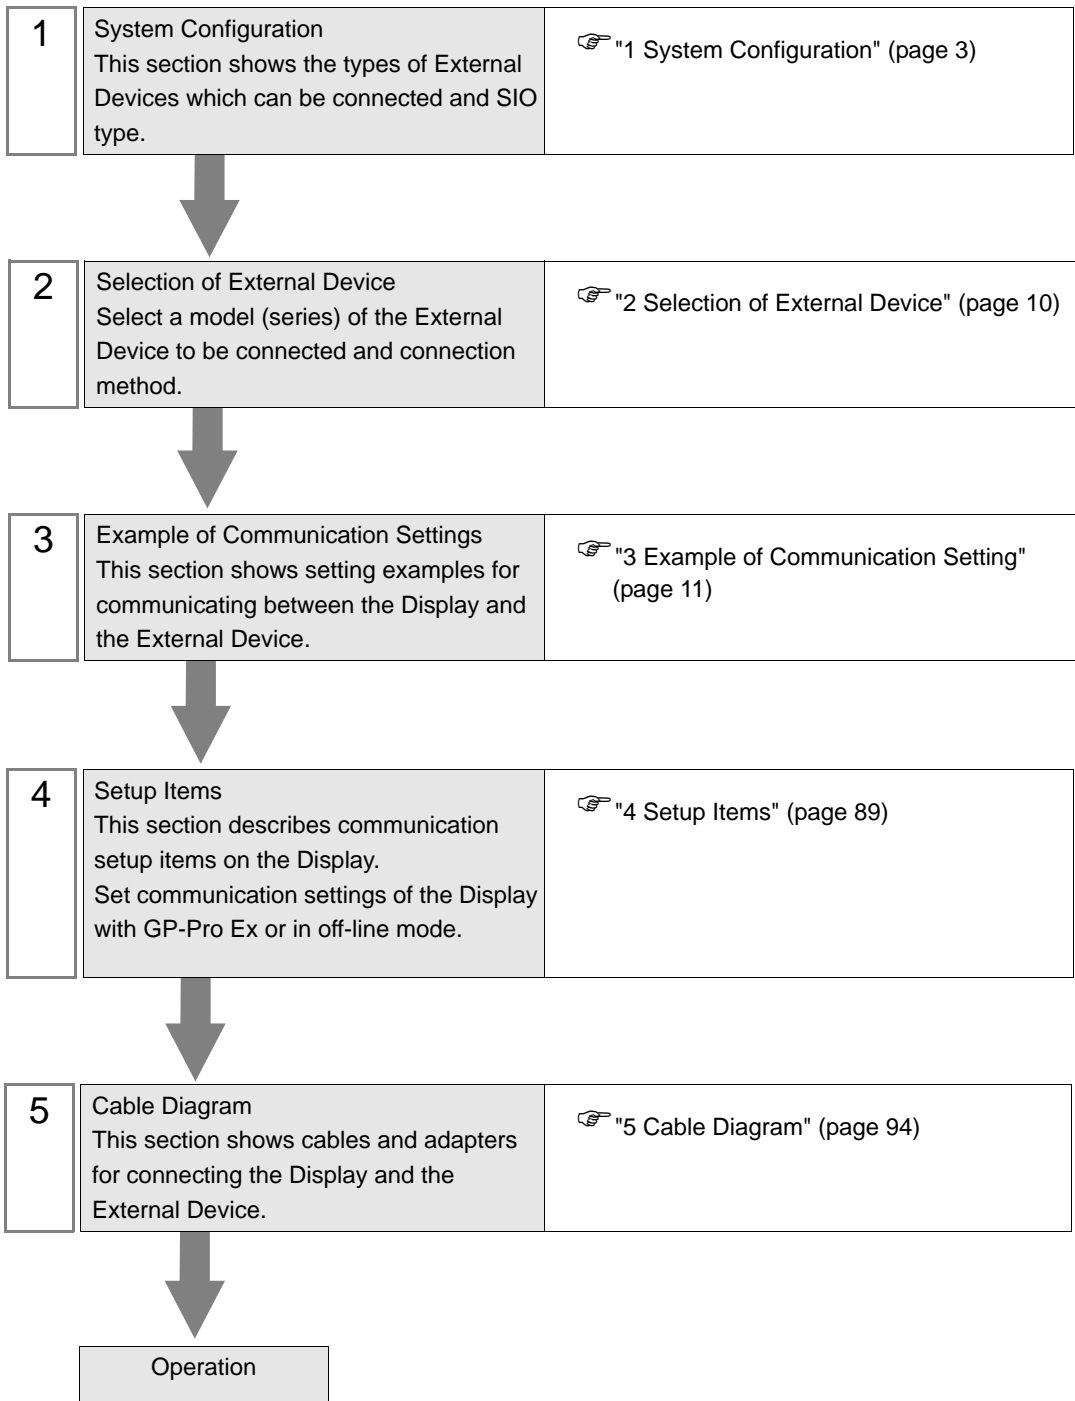 1
System Configuration
This section shows the types of External
Devices which can be connected and SIO
type.
"1 System Configuration" (page 3)
2
Selection of External Device
Select a model (series) of the External
Device to be connected and connection
method.
"2 Selection of External Device" (page 10)
3
Example of Communication Settings
This section shows setting examples for
communicating between the Display and
the External Device.
"3 Example of Communication Setting"
(page 11)
4
Setup Items
This section describes communication
setup items on the Display.
Set communication settings of the Display
with GP-Pro Ex or in off-line mode.
"4 Setup Items" (page 89)
5
Cable Diagram
This section shows cables and adapters
for connecting the Display and the
External Device.
"5 Cable Diagram" (page 94)
Operation